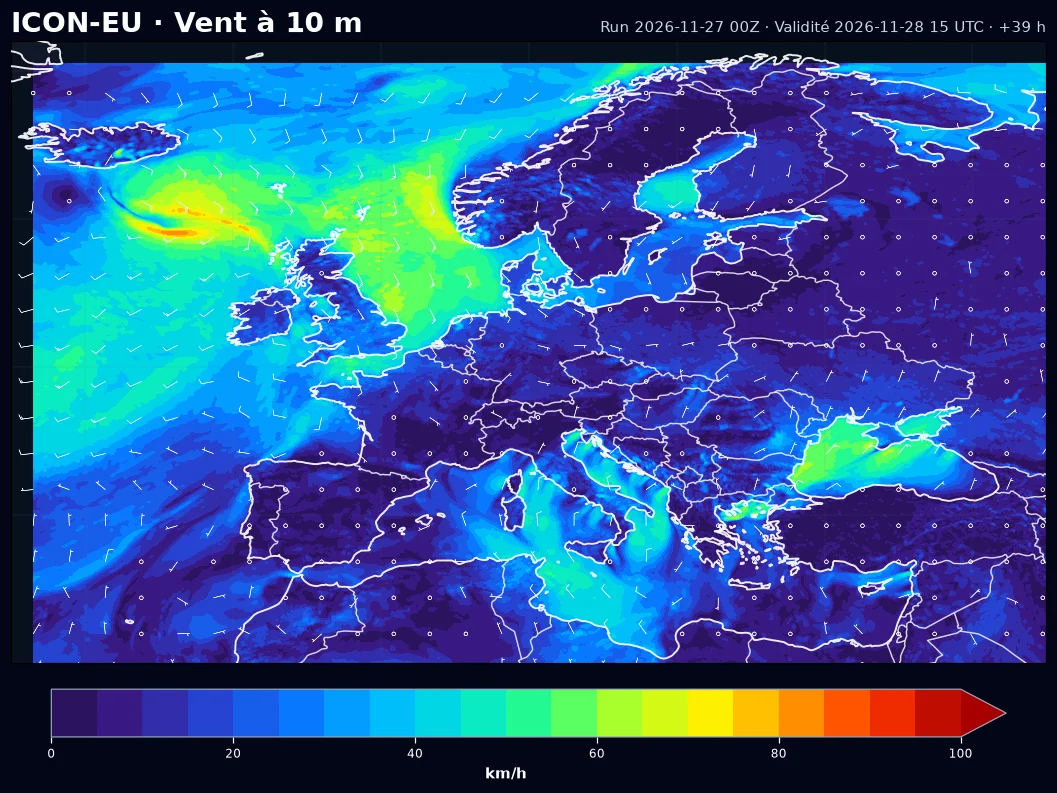 ICON-EU · Vent à 10 m
Run 2026-11-27 00Z · Validité 2026-11-28 15 UTC · +39 h
0 20 40 60 80 100
km/h